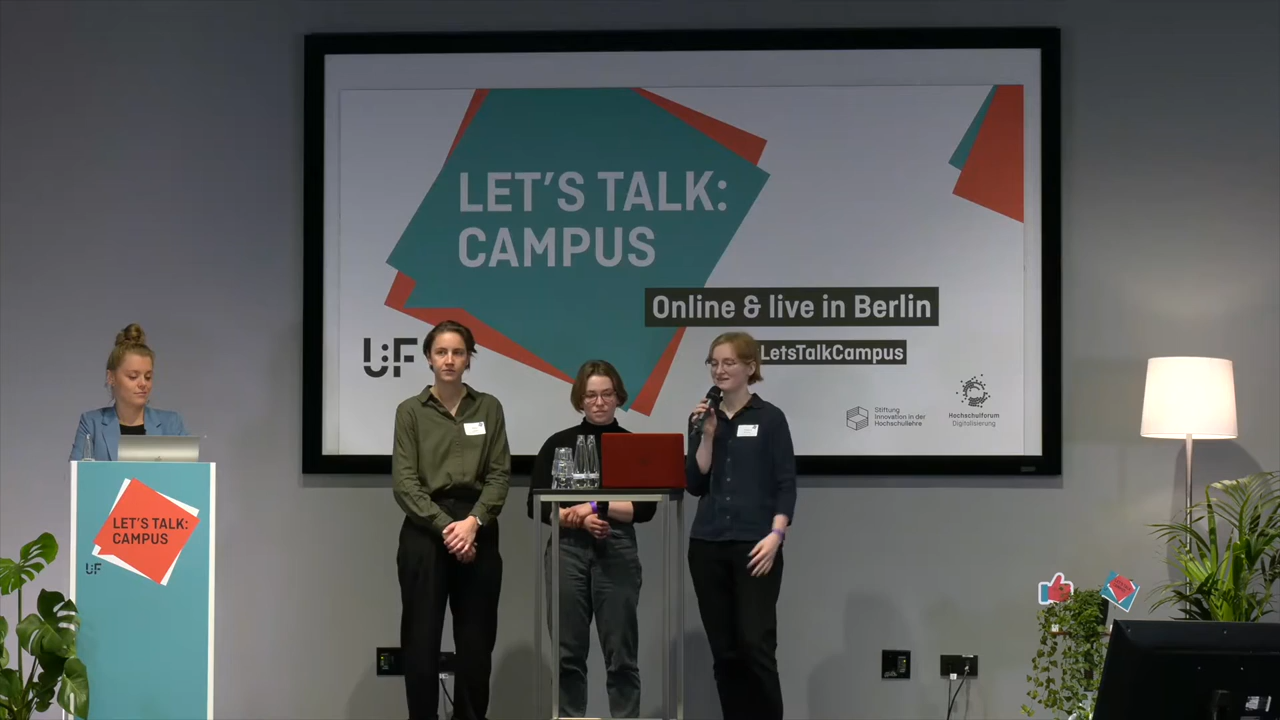 LET'S TALK:
CAMPUS
Online & live in Berlin
LetsTalkCampus
U:F
Stiftung
Innovation in der
Hochschullehre
Hochschulforum
Digitalisierung
LET'S TALK:
CAMPUS
U:F